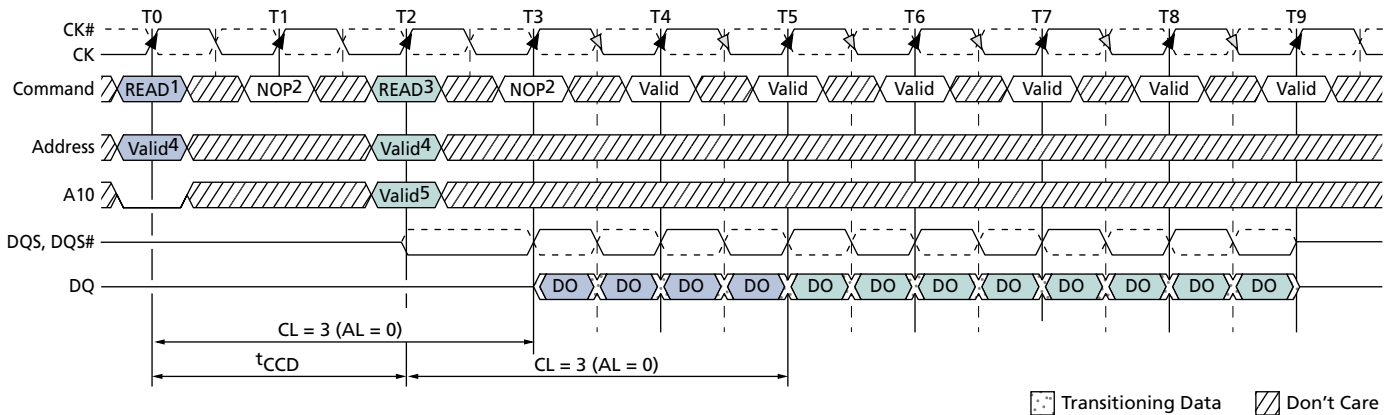 T0 T1 T2 T3 T4 T5 T6 T7 T8 T9
CK#
CK
Command READ1 NOP2 READ3 NOP2 Valid Valid Valid Valid Valid Valid
Address Valid4 Valid4
A10 Valid5
DQS, DQS#
DQ DO DO DO DO DO DO DO DO DO DO DO DO
CL = 3 (AL = 0)
tCCD CL = 3 (AL = 0)
Transitioning Data Don't Care